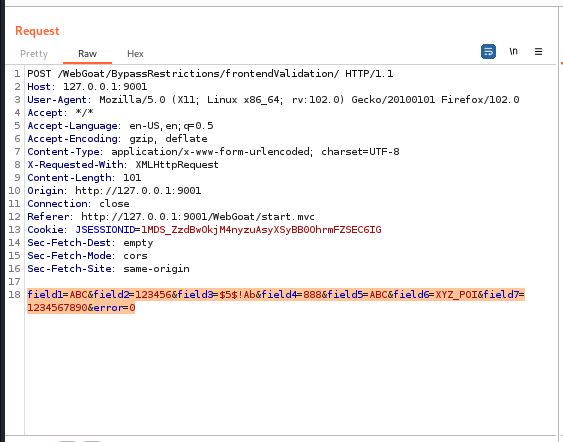 Request
Pretty Raw Hex \n
1 POST /WebGoat/BypassRestrictions/frontendValidation/ HTTP/1.1
2 Host: 127.0.0.1:9001
3 User-Agent: Mozilla/5.0 (X11; Linux x86_64; rv:102.0) Gecko/20100101 Firefox/102.0
4 Accept: */*
5 Accept-Language: en-US,en;q=0.5
6 Accept-Encoding: gzip, deflate
7 Content-Type: application/x-www-form-urlencoded; charset=UTF-8
8 X-Requested-With: XMLHttpRequest
9 Content-Length: 101
10 Origin: http://127.0.0.1:9001
11 Connection: close
12 Referer: http://127.0.0.1:9001/WebGoat/start.mvc
13 Cookie: JSESSIONID=1MDS_ZzdBwOkjM4nyzuAsyXSyBB0OhrmFZSEC6IG
14 Sec-Fetch-Dest: empty
15 Sec-Fetch-Mode: cors
16 Sec-Fetch-Site: same-origin
17
18 field1=ABC&field2=123456&field3=$5$!Ab&field4=888&field5=ABC&field6=XYZ_POI&field7=
1234567890&error=0